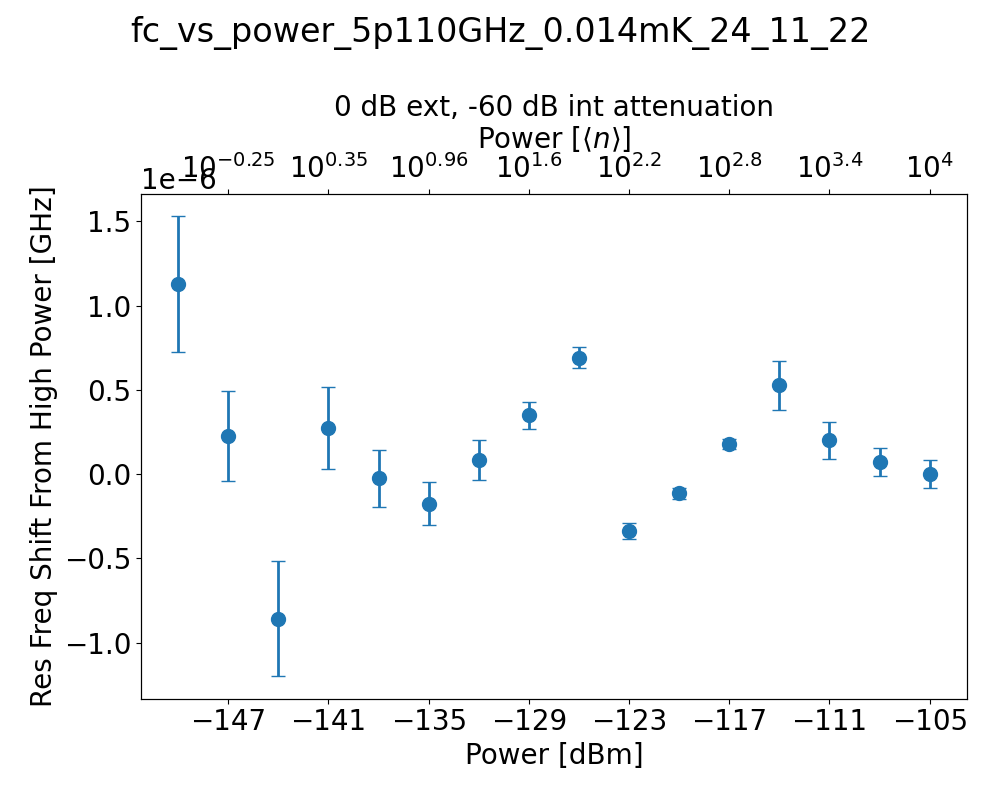 fc_vs_power_5p110GHz_0.014mK_24_11_22
0 dB ext, -60 dB int attenuation
Power [⟨n⟩]
10^−0.25 10^0.35 10^0.96 10^1.6 10^2.2 10^2.8 10^3.4 10^4
1e−6
Res Freq Shift From High Power [GHz]
1.5
1.0
0.5
0.0
−0.5
−1.0
−147 −141 −135 −129 −123 −117 −111 −105
Power [dBm]